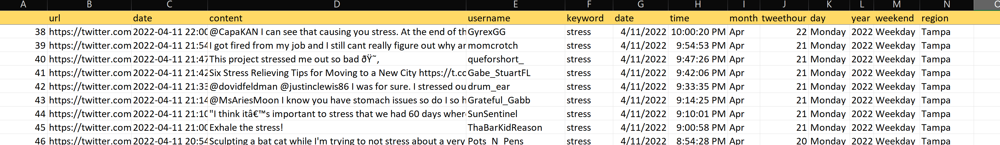 A B C D E F G H I J K L M N O
url date content username keyword date time month tweethour day year weekend region
38 https://twitter.com 2022-04-11 22:00 @CapaKAN I can see that causing you stress. At the end of th GyrexGG stress 4/11/2022 10:00:20 PM Apr 22 Monday 2022 Weekday Tampa
39 https://twitter.com 2022-04-11 21:54 I got fired from my job and I still cant really figure out why ar momcrotch stress 4/11/2022 9:54:53 PM Apr 21 Monday 2022 Weekday Tampa
40 https://twitter.com 2022-04-11 21:47 This project stressed me out so bad ðŸ˜‚ queforshort_ stress 4/11/2022 9:47:26 PM Apr 21 Monday 2022 Weekday Tampa
41 https://twitter.com 2022-04-11 21:42 Six Stress Relieving Tips for Moving to a New City https://t.cc Gabe_StuartFL stress 4/11/2022 9:42:06 PM Apr 21 Monday 2022 Weekday Tampa
42 https://twitter.com 2022-04-11 21:33 @dovidfeldman @justinclewis86 I was for sure. I stressed ou drum_ear stress 4/11/2022 9:33:35 PM Apr 21 Monday 2022 Weekday Tampa
43 https://twitter.com 2022-04-11 21:14 @MsAriesMoon I know you have stomach issues so do I so h Grateful_Gabb stress 4/11/2022 9:14:25 PM Apr 21 Monday 2022 Weekday Tampa
44 https://twitter.com 2022-04-11 21:10 "I think itâ€™s important to stress that we had 60 days wher SunSentinel stress 4/11/2022 9:10:01 PM Apr 21 Monday 2022 Weekday Tampa
45 https://twitter.com 2022-04-11 21:00 Exhale the stress! ThaBarKidReason stress 4/11/2022 9:00:58 PM Apr 21 Monday 2022 Weekday Tampa
46 https://twitter.com 2022-04-11 20:54 Sculpting a bat cat while I'm trying to not stress about a very Pots_N_Pens stress 4/11/2022 8:54:28 PM Apr 20 Monday 2022 Weekday Tampa